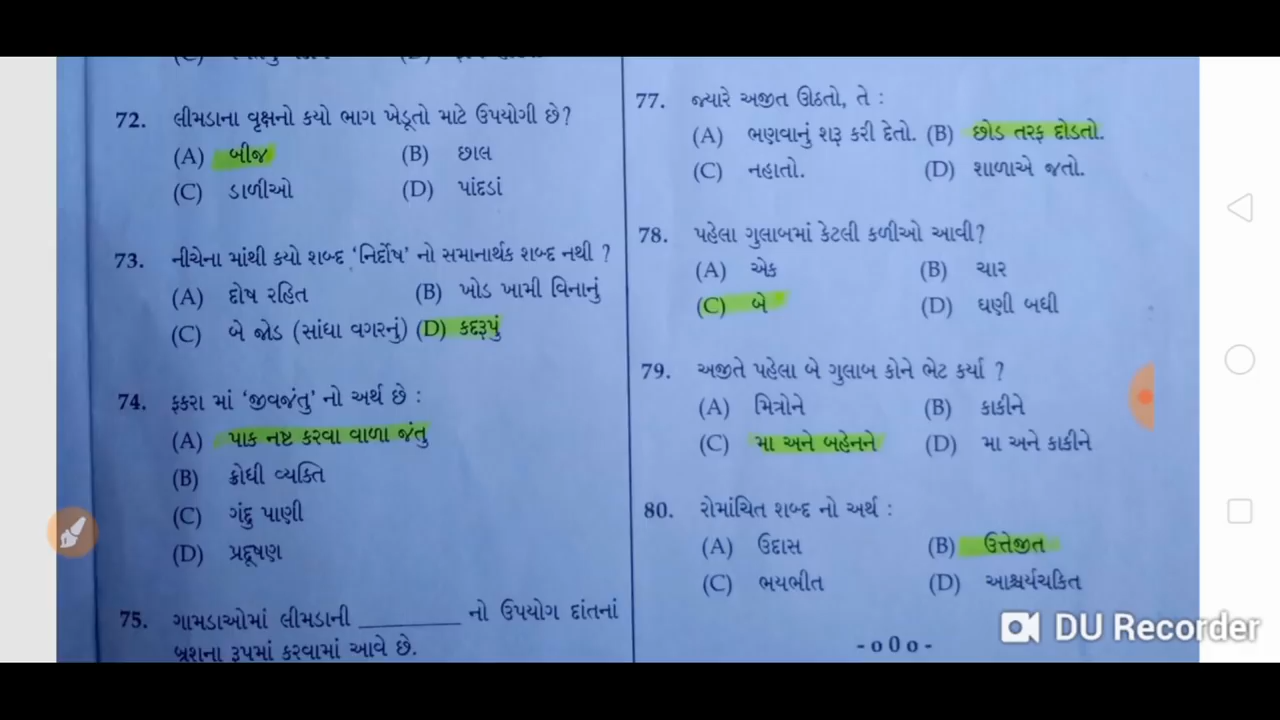 72. લીમડાના વૃક્ષનો કયો ભાગ ખેડૂતો માટે ઉપયોગી છે?
(A) બીજ (B) છાલ
(C) ડાળીઓ (D) પાંદડાં
73. નીચેના માંથી કયો શબ્દ 'નિર્દોષ' નો સમાનાર્થક શબ્દ નથી ?
(A) દોષ રહિત (B) ખોડ ખામી વિનાનું
(C) બે જોડ (સાંધા વગરનું) (D) કદરૂપું
74. ફકરા માં 'જીવજંતુ' નો અર્થ છે :
(A) પાક નષ્ટ કરવા વાળા જંતુ
(B) ક્રોધી વ્યક્તિ
(C) ગંદુ પાણી
(D) પ્રદૂષણ
75. ગામડાઓમાં લીમડાની __________ નો ઉપયોગ દાંતનાં
બ્રશના રૂપમાં કરવામાં આવે છે.
77. જ્યારે અજીત ઊઠતો, તે :
(A) ભણવાનું શરૂ કરી દેતો. (B) છોડ તરફ દોડતો.
(C) નહાતો. (D) શાળાએ જતો.
78. પહેલા ગુલાબમાં કેટલી કળીઓ આવી?
(A) એક (B) ચાર
(C) બે (D) ઘણી બધી
79. અજીતે પહેલા બે ગુલાબ કોને ભેટ કર્યા ?
(A) મિત્રોને (B) કાકીને
(C) મા અને બહેનને (D) મા અને કાકીને
80. રોમાંચિત શબ્દ નો અર્થ :
(A) ઉદાસ (B) ઉત્તેજીત
(C) ભયભીત (D) આશ્ચર્યચકિત
- o 0 o -
DU Recorder